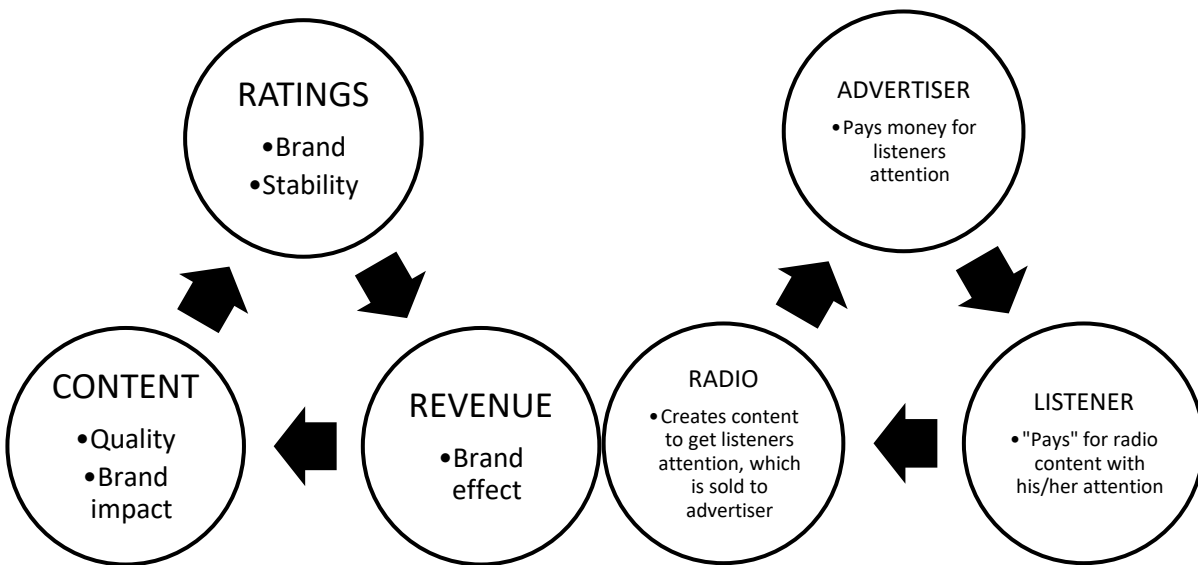 RATINGS
•Brand
•Stability
CONTENT
•Quality
•Brand
impact
REVENUE
•Brand
effect
ADVERTISER
•Pays money for
listeners
attention
RADIO
•Creates content
to get listeners
attention, which
is sold to
advertiser
LISTENER
•"Pays" for radio
content with
his/her attention